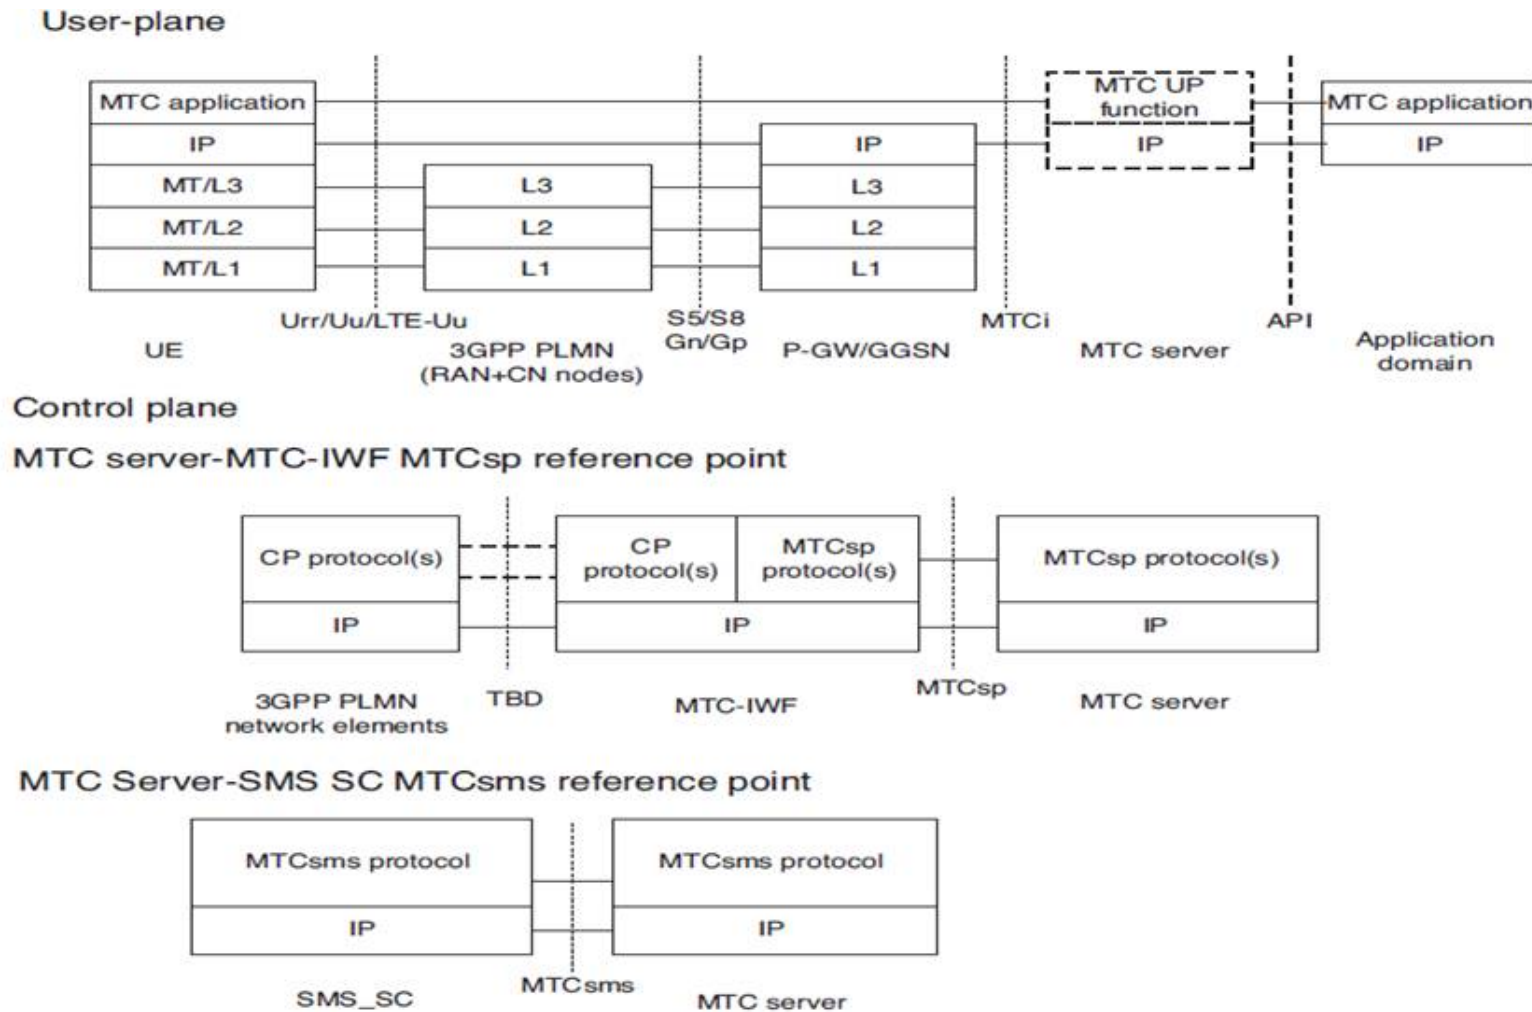 User-plane
MTC application
IP
MT/L3
MT/L2
MT/L1
UE
Urr/Uu/LTE-Uu
L3
L2
L1
3GPP PLMN
(RAN+CN nodes)
S5/S8
Gn/Gp
IP
L3
L2
L1
P-GW/GGSN
MTCi
MTC UP
function
IP
MTC server
API
MTC application
IP
Application
domain
Control plane
MTC server-MTC-IWF MTCsp reference point
CP protocol(s)
IP
3GPP PLMN
network elements
TBD
CP
protocol(s)
MTCsp
protocol(s)
IP
MTC-IWF
MTCsp
MTCsp protocol(s)
IP
MTC server
MTC Server-SMS SC MTCsms reference point
MTCsms protocol
IP
SMS_SC
MTCsms
MTCsms protocol
IP
MTC server